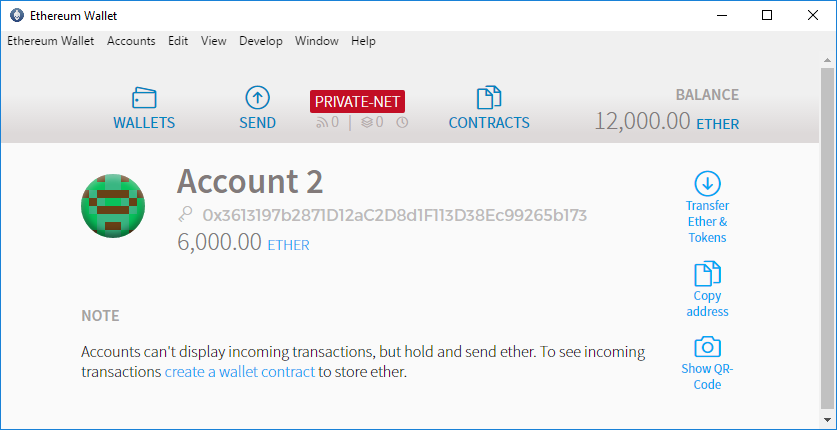 Ethereum Wallet
Ethereum Wallet Accounts Edit View Develop Window Help
WALLETS
SEND
PRIVATE-NET
0 | 0
CONTRACTS
BALANCE
12,000.00 ETHER
Account 2
0x3613197b2871D12aC2D8d1F113D38Ec99265b173
6,000.00 ETHER
Transfer
Ether &
Tokens
Copy
address
Show QR-
Code
NOTE
Accounts can't display incoming transactions, but hold and send ether. To see incoming
transactions create a wallet contract to store ether.